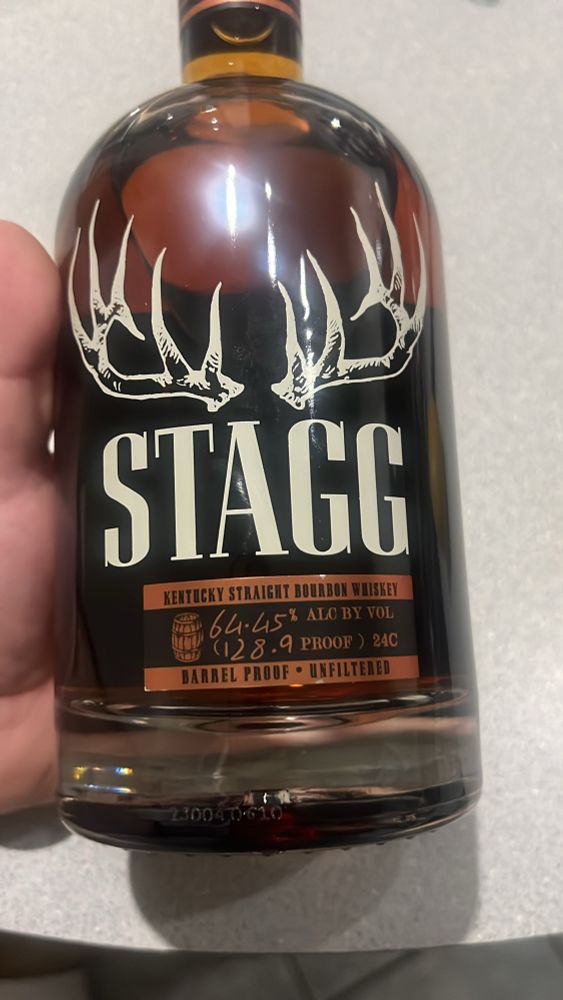 STAGG
KENTUCKY STRAIGHT BOURBON WHISKEY
64.45% ALC BY VOL
(128.9 PROOF) 24C
BARREL PROOF • UNFILTERED